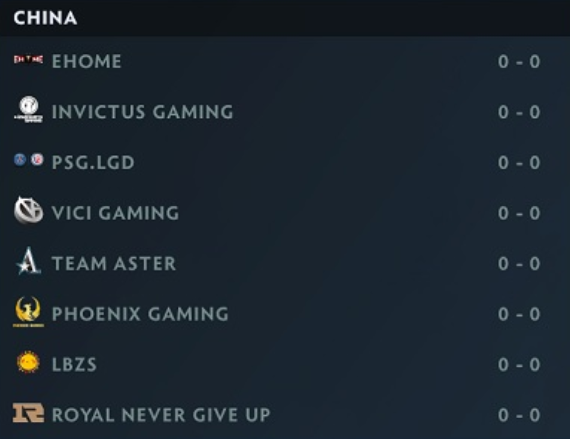 CHINA
EHOME 0 - 0
INVICTUS GAMING 0 - 0
PSG.LGD 0 - 0
VICI GAMING 0 - 0
TEAM ASTER 0 - 0
PHOENIX GAMING 0 - 0
LBZS 0 - 0
ROYAL NEVER GIVE UP 0 - 0